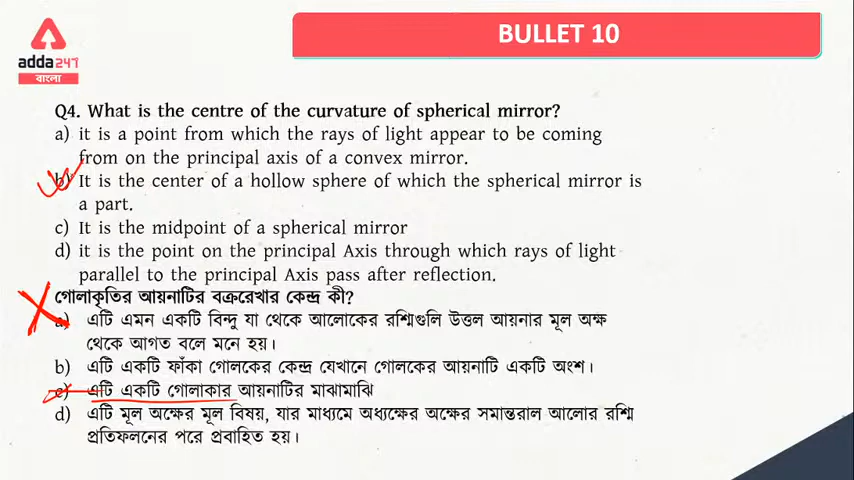 BULLET 10
adda247
বাংলা
Q4. What is the centre of the curvature of spherical mirror?
a) it is a point from which the rays of light appear to be coming
from on the principal axis of a convex mirror.
b) It is the center of a hollow sphere of which the spherical mirror is
a part.
c) It is the midpoint of a spherical mirror
d) it is the point on the principal Axis through which rays of light
parallel to the principal Axis pass after reflection.
গোলাকৃতির আয়নাটির বক্ররেখার কেন্দ্র কী?
a) এটি এমন একটি বিন্দু যা থেকে আলোকের রশ্মিগুলি উত্তল আয়নার মূল অক্ষ
থেকে আগত বলে মনে হয়।
b) এটি একটি ফাঁকা গোলকের কেন্দ্র যেখানে গোলকের আয়নাটি একটি অংশ।
c) এটি একটি গোলাকার আয়নাটির মাঝামাঝি
d) এটি মূল অক্ষের মূল বিষয়, যার মাধ্যমে অধ্যক্ষের অক্ষের সমান্তরাল আলোর রশ্মি
প্রতিফলনের পরে প্রবাহিত হয়।